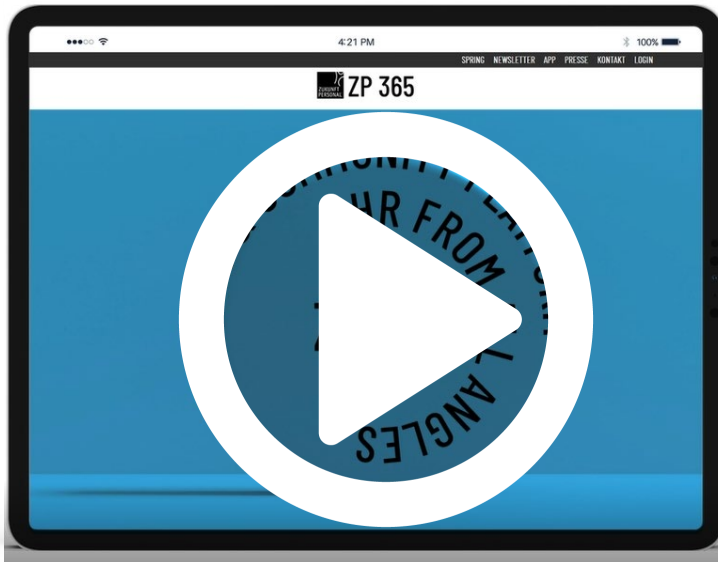 4:21 PM
100%
SPRING NEWSLETTER APP PRESSE KONTAKT LOGIN
ZUKUNFT
PERSONAL
ZP 365
HR FROM
ANGLES